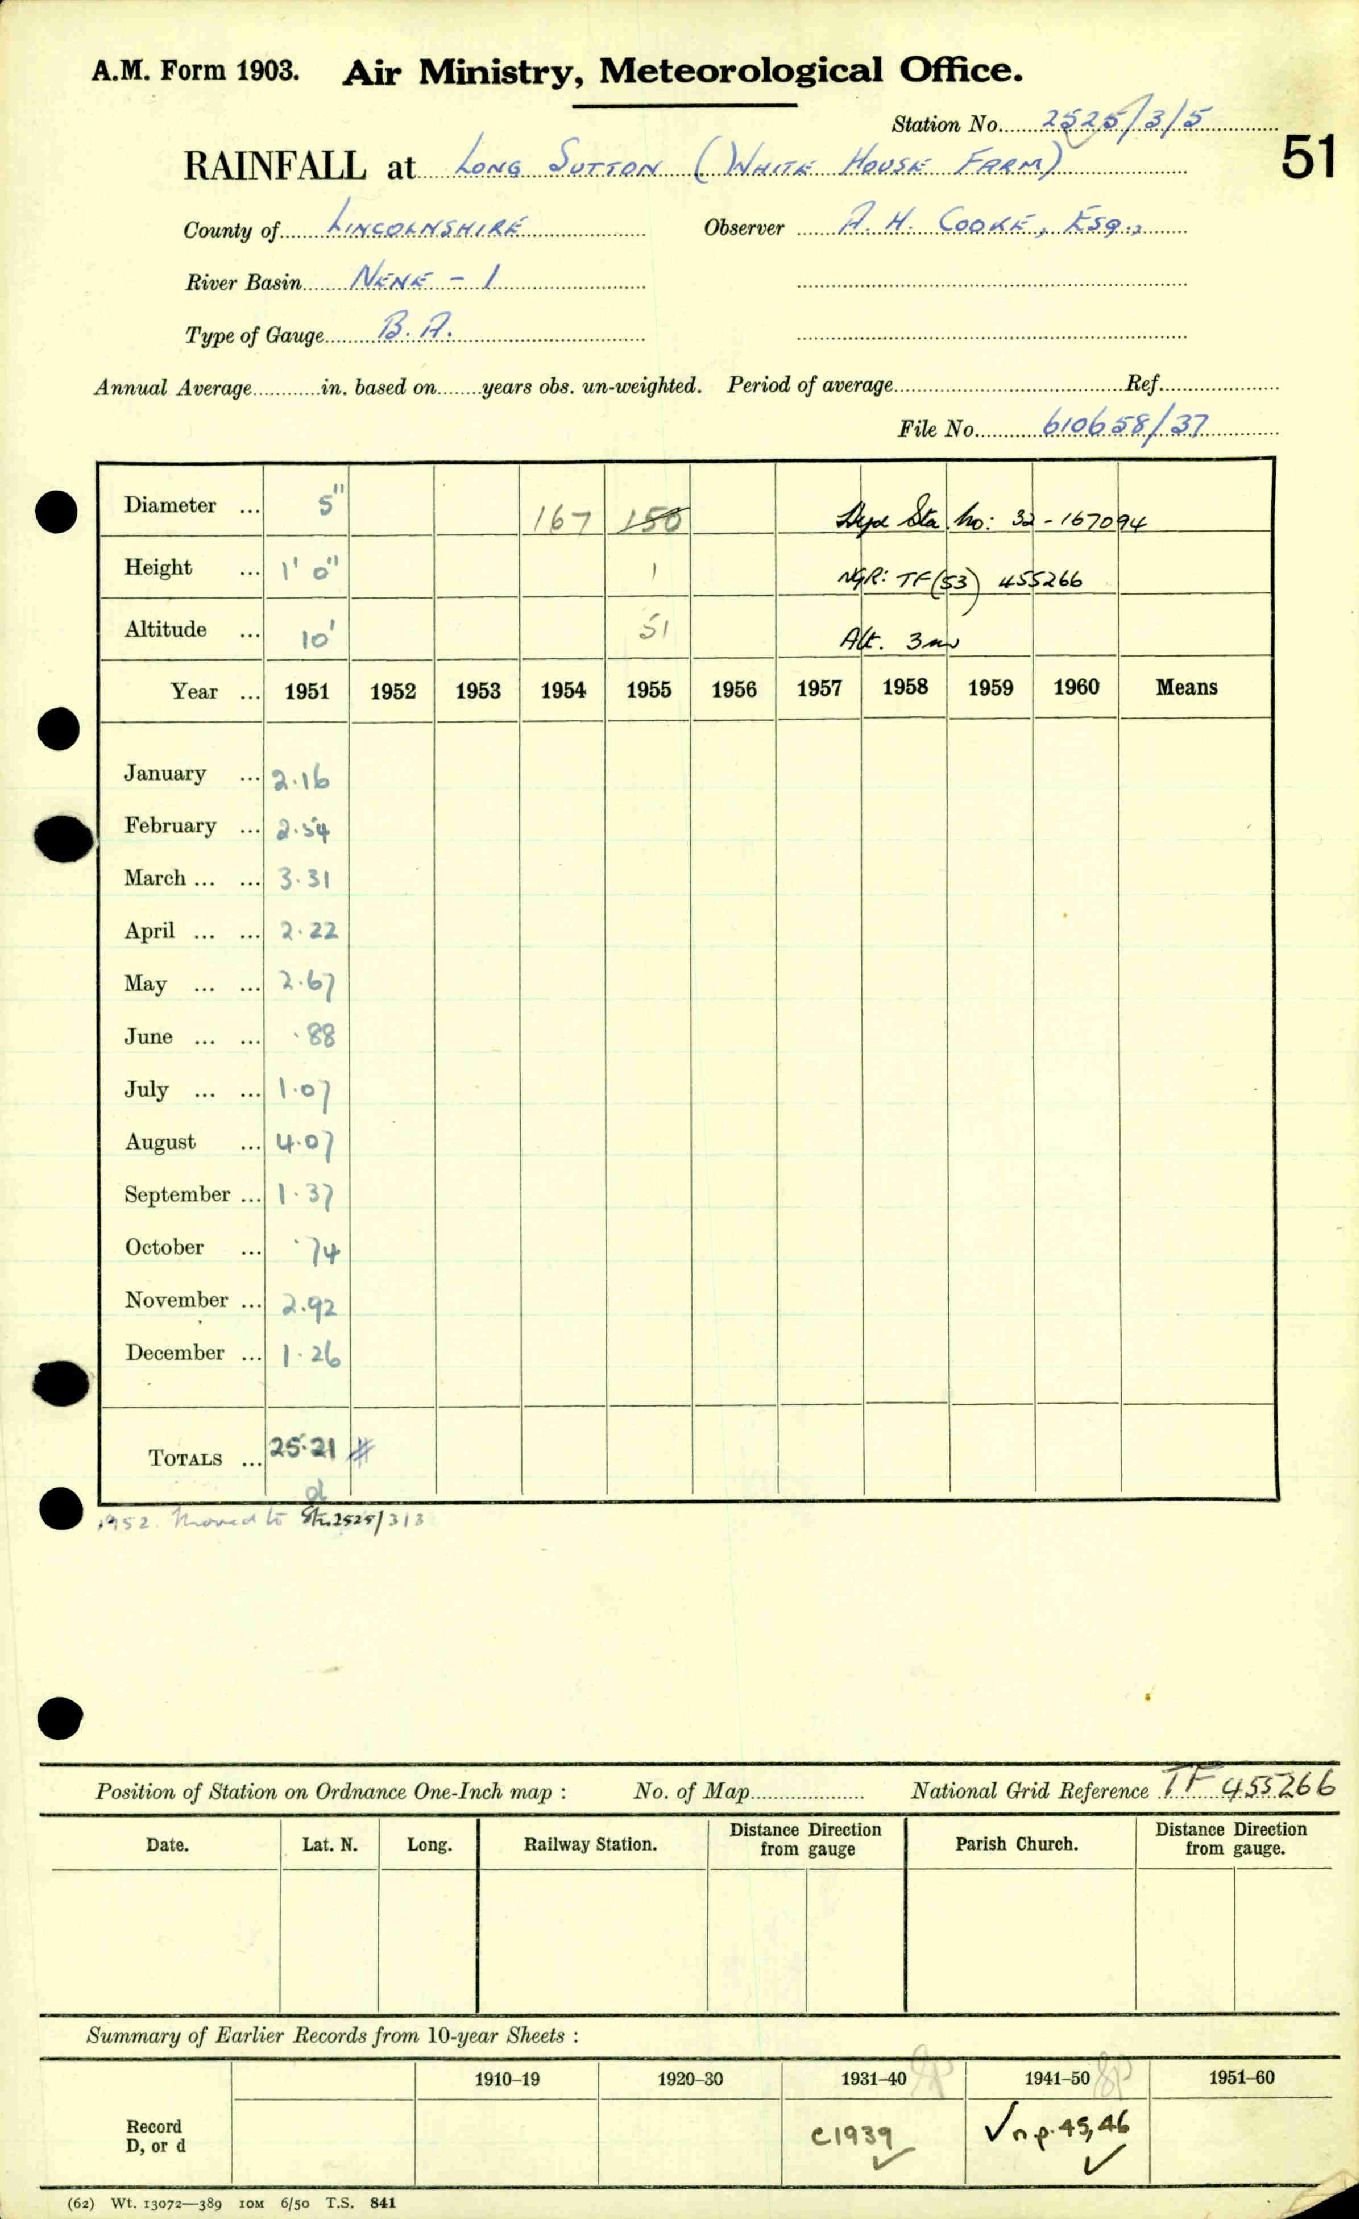 A.M. Form 1903. Air Ministry, Meteorological Office.
Station No. 2525/3/5
51
RAINFALL at Long Sutton (White House Farm)
County of Lincolnshire Observer A. H. Cooke, Esq.,
River Basin Nene - 1
Type of Gauge B. A.
Annual Average in. based on years obs. un-weighted. Period of average Ref.
File No. 610658/37
Diameter ... 5" 167 150 Hyd Sta. No: 32-167094
Height ... 1' 0" 1 NGR: TF(53) 455266
Altitude ... 10' 51 Alt. 3m
Year ... 1951 1952 1953 1954 1955 1956 1957 1958 1959 1960 Means
January ... 2.16
February ... 2.54
March ... ... 3.31
April ... ... 2.22
May ... ... 2.67
June ... ... .88
July ... ... 1.07
August ... 4.07
September ... 1.37
October ... .74
November ... 2.92
December ... 1.26
Totals ... 25.21 #
d
1952. Moved to Stn. 2525/3/3
Position of Station on Ordnance One-Inch map : No. of Map National Grid Reference TF 455266
Date. Lat. N. Long. Railway Station. Distance Direction from gauge Parish Church. Distance Direction from gauge.
Summary of Earlier Records from 10-year Sheets :
1910–19 1920–30 1931–40 1941–50 1951–60
Record
D, or d
c1939 ✓ ✓ n p. 45, 46 ✓
(62) Wt. 13072—389 10M 6/50 T.S. 841